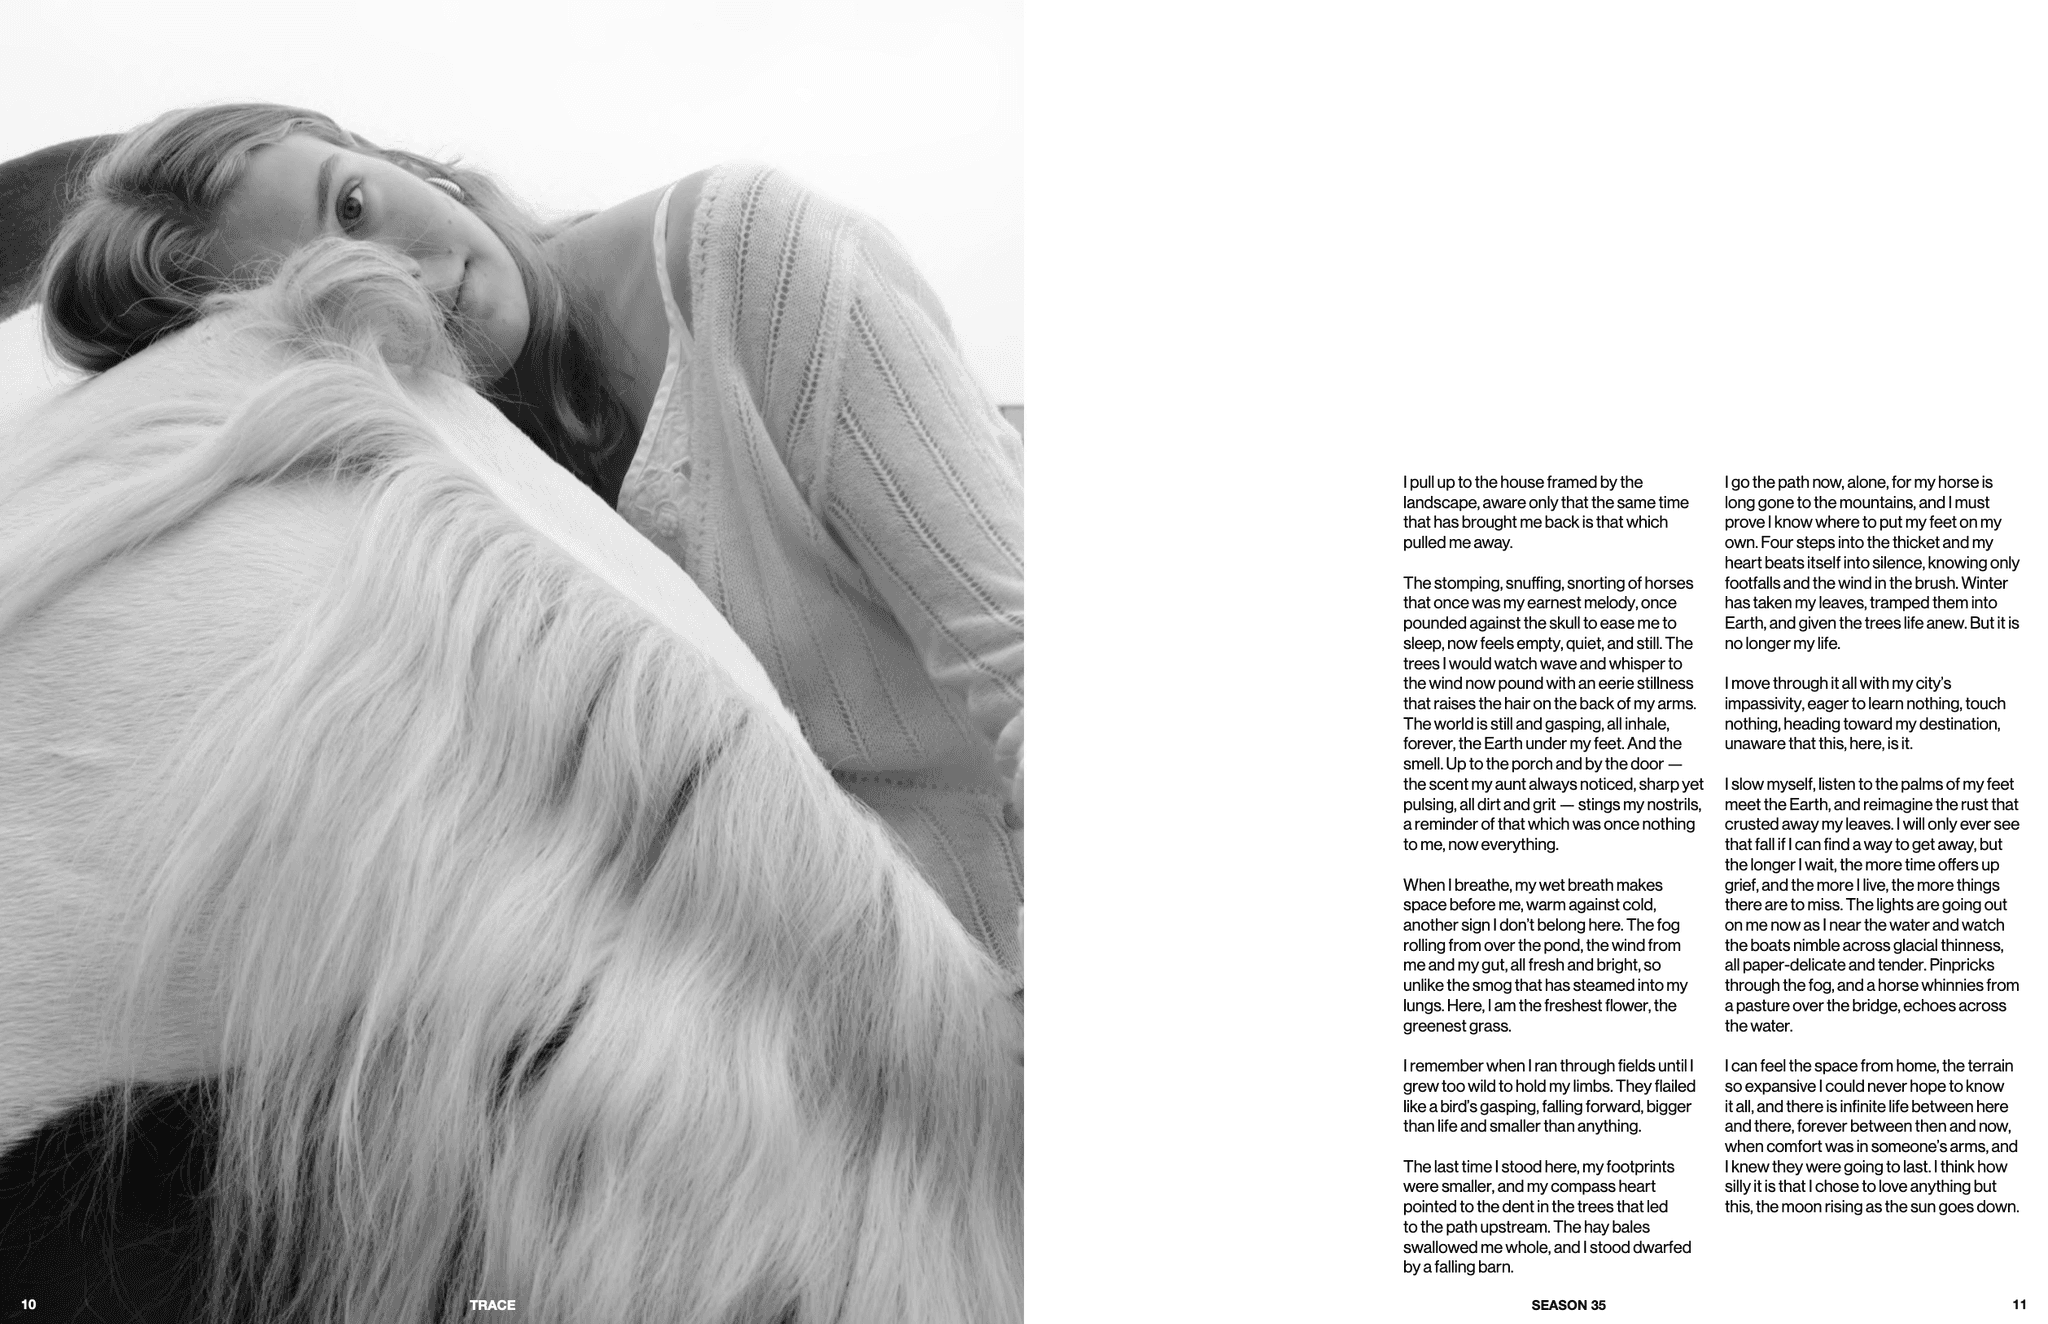 I pull up to the house framed by the
landscape, aware only that the same time
that has brought me back is that which
pulled me away.
The stomping, snuffing, snorting of horses
that once was my earnest melody, once
pounded against the skull to ease me to
sleep, now feels empty, quiet, and still. The
trees I would watch wave and whisper to
the wind now pound with an eerie stillness
that raises the hair on the back of my arms.
The world is still and gasping, all inhale,
forever, the Earth under my feet. And the
smell. Up to the porch and by the door —
the scent my aunt always noticed, sharp yet
pulsing, all dirt and grit — stings my nostrils,
a reminder of that which was once nothing
to me, now everything.
When I breathe, my wet breath makes
space before me, warm against cold,
another sign I don’t belong here. The fog
rolling from over the pond, the wind from
me and my gut, all fresh and bright, so
unlike the smog that has steamed into my
lungs. Here, I am the freshest flower, the
greenest grass.
I remember when I ran through fields until I
grew too wild to hold my limbs. They flailed
like a bird’s gasping, falling forward, bigger
than life and smaller than anything.
The last time I stood here, my footprints
were smaller, and my compass heart
pointed to the dent in the trees that led
to the path upstream. The hay bales
swallowed me whole, and I stood dwarfed
by a falling barn.
I go the path now, alone, for my horse is
long gone to the mountains, and I must
prove I know where to put my feet on my
own. Four steps into the thicket and my
heart beats itself into silence, knowing only
footfalls and the wind in the brush. Winter
has taken my leaves, tramped them into
Earth, and given the trees life anew. But it is
no longer my life.
I move through it all with my city’s
impassivity, eager to learn nothing, touch
nothing, heading toward my destination,
unaware that this, here, is it.
I slow myself, listen to the palms of my feet
meet the Earth, and reimagine the rust that
crusted away my leaves. I will only ever see
that fall if I can find a way to get away, but
the longer I wait, the more time offers up
grief, and the more I live, the more things
there are to miss. The lights are going out
on me now as I near the water and watch
the boats nimble across glacial thinness,
all paper-delicate and tender. Pinpricks
through the fog, and a horse whinnies from
a pasture over the bridge, echoes across
the water.
I can feel the space from home, the terrain
so expansive I could never hope to know
it all, and there is infinite life between here
and there, forever between then and now,
when comfort was in someone’s arms, and
I knew they were going to last. I think how
silly it is that I chose to love anything but
this, the moon rising as the sun goes down.
10
TRACE
SEASON 35
11